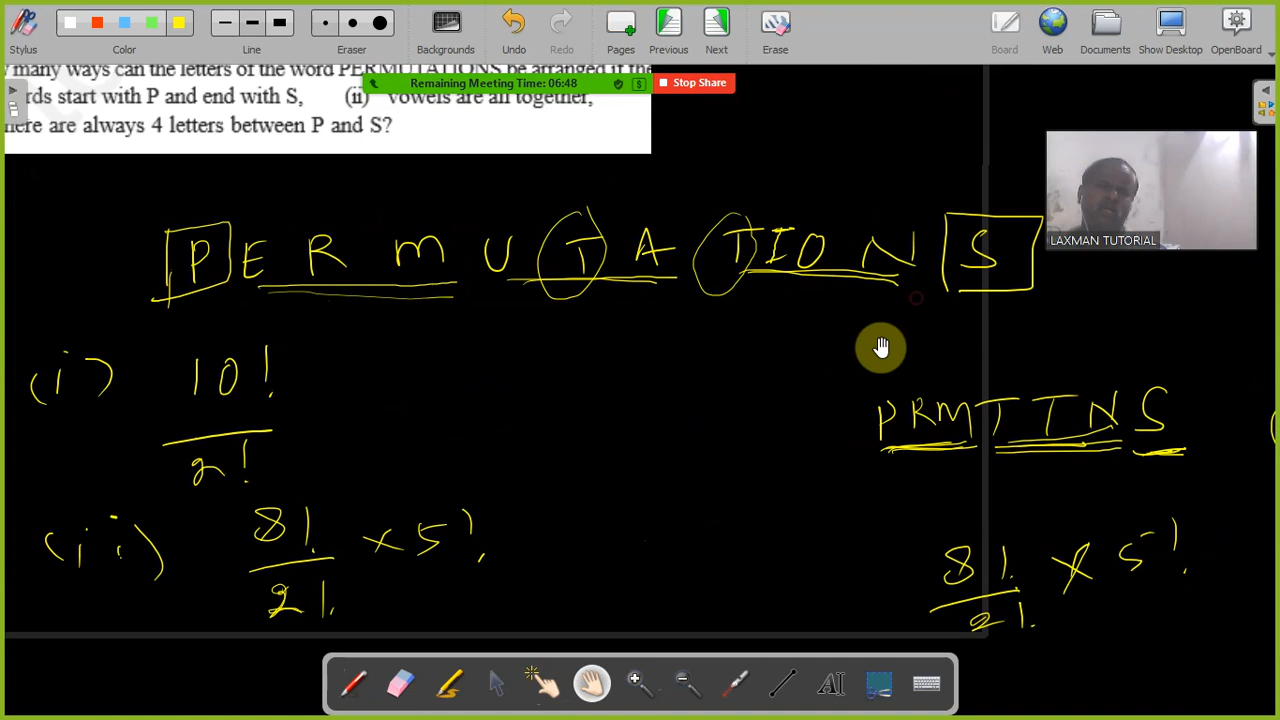 Stylus Color Line Eraser Backgrounds Undo Redo Pages Previous Next Erase Board Web Documents Show Desktop OpenBoard
many ways can the letters of the word PERMUTATIONS be arranged if the
Remaining Meeting Time: 06:48 $ Stop Share
rds start with P and end with S, (ii) vowels are all together,
here are always 4 letters between P and S?
LAXMAN TUTORIAL
P E R M U T A T I O N S
(i) 10!
2!
PRMTTNS
(ii) 8! × 5!
2!
8! × 5!
2!
AI